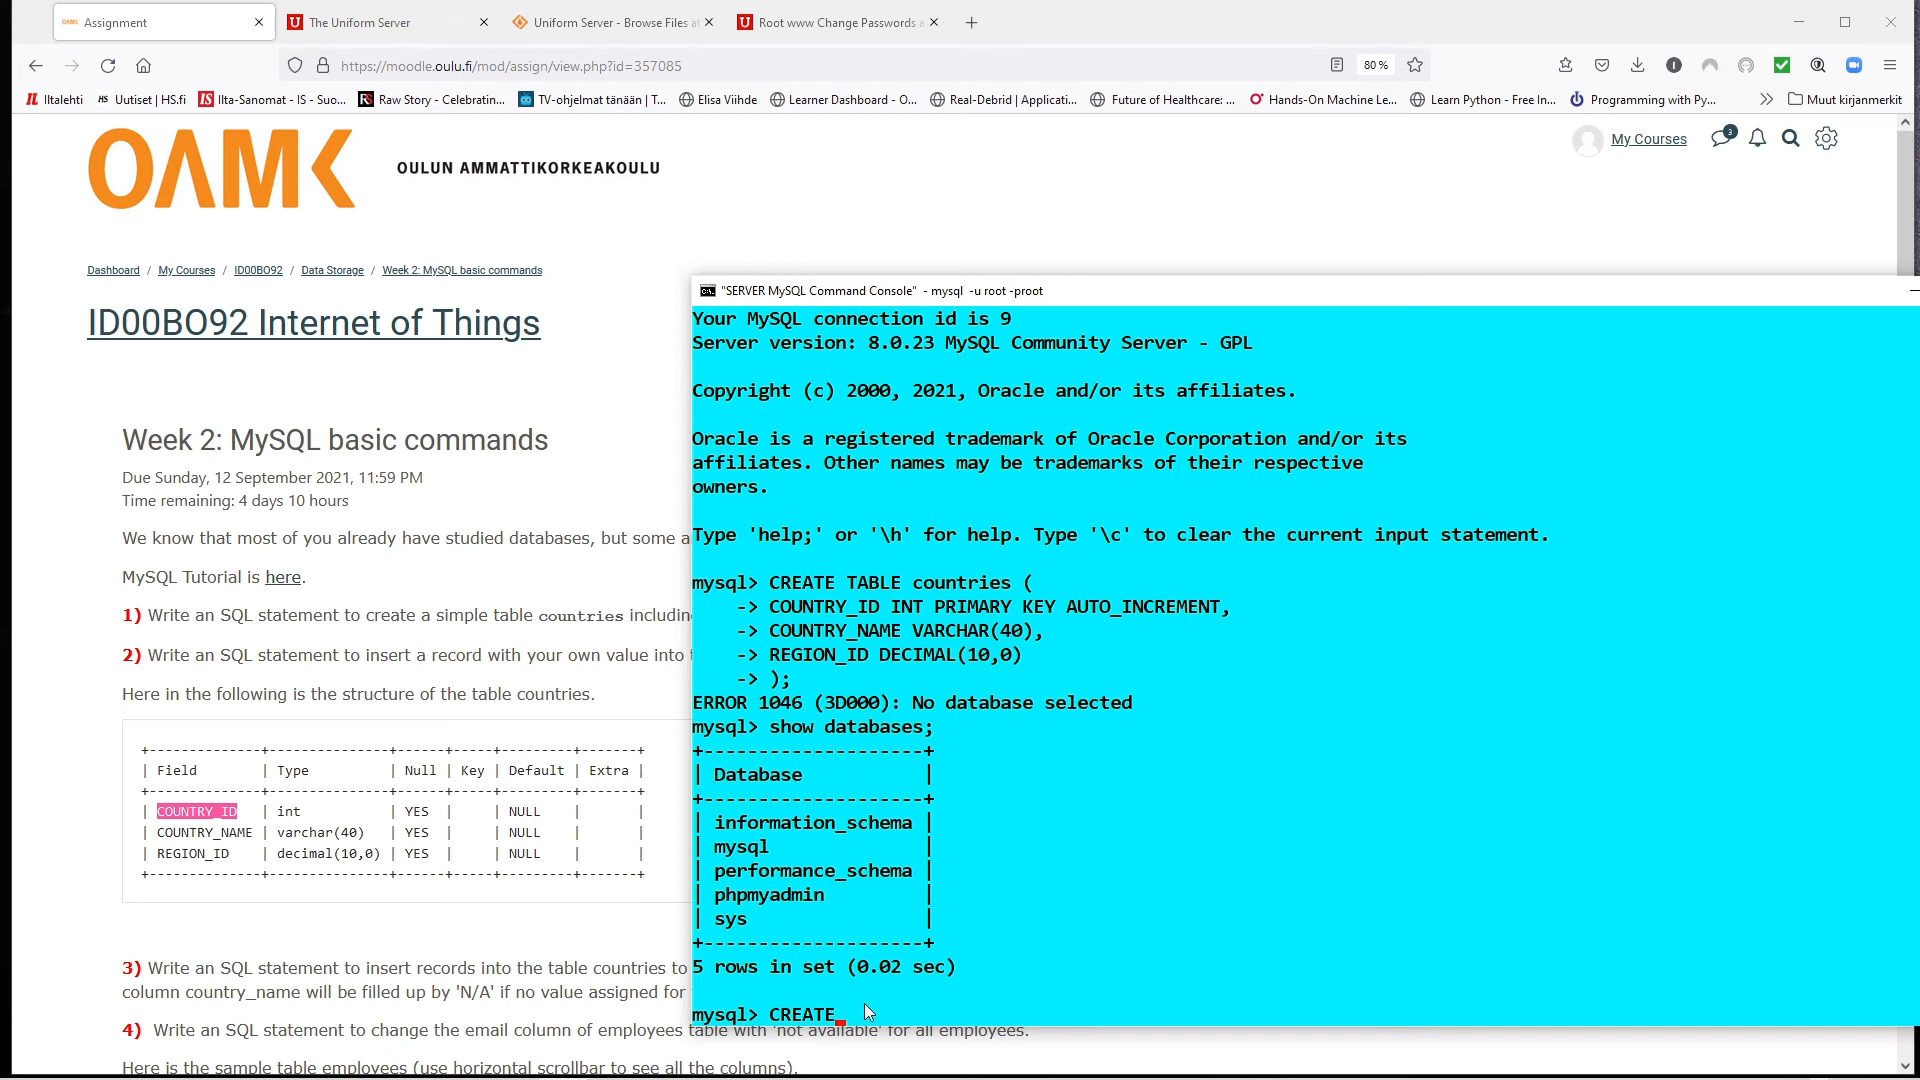 Assignment
The Uniform Server
Uniform Server - Browse Files at
Root www Change Passwords a
https://moodle.oulu.fi/mod/assign/view.php?id=357085
80 %
Iltalehti
HS Uutiset | HS.fi
IS Ilta-Sanomat - IS - Suo...
RS Raw Story - Celebratin...
TV-ohjelmat tänään | T...
Elisa Viihde
Learner Dashboard - O...
Real-Debrid | Applicati...
Future of Healthcare: ...
Hands-On Machine Le...
Learn Python - Free In...
Programming with Py...
Muut kirjanmerkit
OAMK
OULUN AMMATTIKORKEAKOULU
My Courses
3
Dashboard / My Courses / ID00BO92 / Data Storage / Week 2: MySQL basic commands
ID00BO92 Internet of Things
Week 2: MySQL basic commands
Due Sunday, 12 September 2021, 11:59 PM
Time remaining: 4 days 10 hours
We know that most of you already have studied databases, but some a
MySQL Tutorial is here.
1) Write an SQL statement to create a simple table countries includin
2) Write an SQL statement to insert a record with your own value into t
Here in the following is the structure of the table countries.
+--------------+---------------+------+-----+---------+-------+
| Field        | Type          | Null | Key | Default | Extra |
+--------------+---------------+------+-----+---------+-------+
| COUNTRY_ID   | int           | YES  |     | NULL    |       |
| COUNTRY_NAME | varchar(40)   | YES  |     | NULL    |       |
| REGION_ID    | decimal(10,0) | YES  |     | NULL    |       |
+--------------+---------------+------+-----+---------+-------+
3) Write an SQL statement to insert records into the table countries to
column country_name will be filled up by 'N/A' if no value assigned for
4) Write an SQL statement to change the email column of employees table with 'not available' for all employees.
Here is the sample table employees (use horizontal scrollbar to see all the columns).
"SERVER MySQL Command Console" - mysql -u root -proot
Your MySQL connection id is 9
Server version: 8.0.23 MySQL Community Server - GPL
Copyright (c) 2000, 2021, Oracle and/or its affiliates.
Oracle is a registered trademark of Oracle Corporation and/or its
affiliates. Other names may be trademarks of their respective
owners.
Type 'help;' or '\h' for help. Type '\c' to clear the current input statement.
mysql> CREATE TABLE countries (
    -> COUNTRY_ID INT PRIMARY KEY AUTO_INCREMENT,
    -> COUNTRY_NAME VARCHAR(40),
    -> REGION_ID DECIMAL(10,0)
    -> );
ERROR 1046 (3D000): No database selected
mysql> show databases;
+--------------------+
| Database           |
+--------------------+
| information_schema |
| mysql              |
| performance_schema |
| phpmyadmin         |
| sys                |
+--------------------+
5 rows in set (0.02 sec)
mysql> CREATE